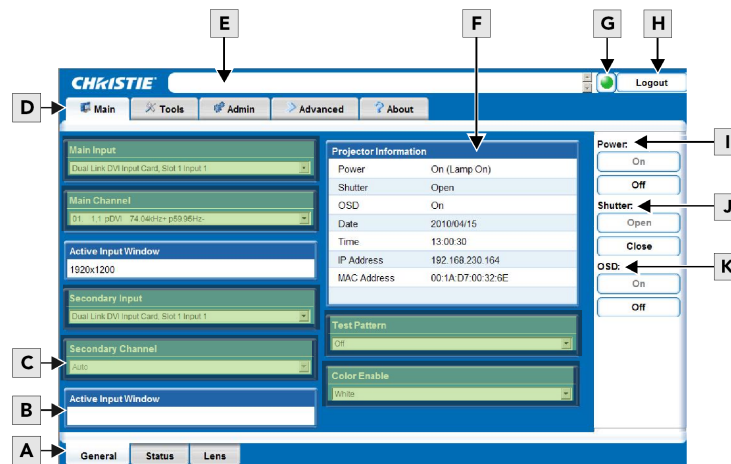 E
F
G
H
CHRISTIE
Logout
D
Main
Tools
Admin
Advanced
About
Main Input
Dual Link DVI Input Card, Slot 1 Input 1
Main Channel
01: 1.1 pDVI 74.04kHz+ p59.95Hz-
Active Input Window
1920x1200
Secondary Input
Dual Link DVI Input Card, Slot 1 Input 1
C
Secondary Channel
Auto
B
Active Input Window
Projector Information
Power On (Lamp On)
Shutter Open
OSD On
Date 2010/04/15
Time 13:00:30
IP Address 192.168.230.164
MAC Address 00:1A:D7:00:32:6E
Test Pattern
Off
Color Enable
White
Power:
I
On
Off
Shutter:
J
Open
Close
OSD:
K
On
Off
A
General
Status
Lens